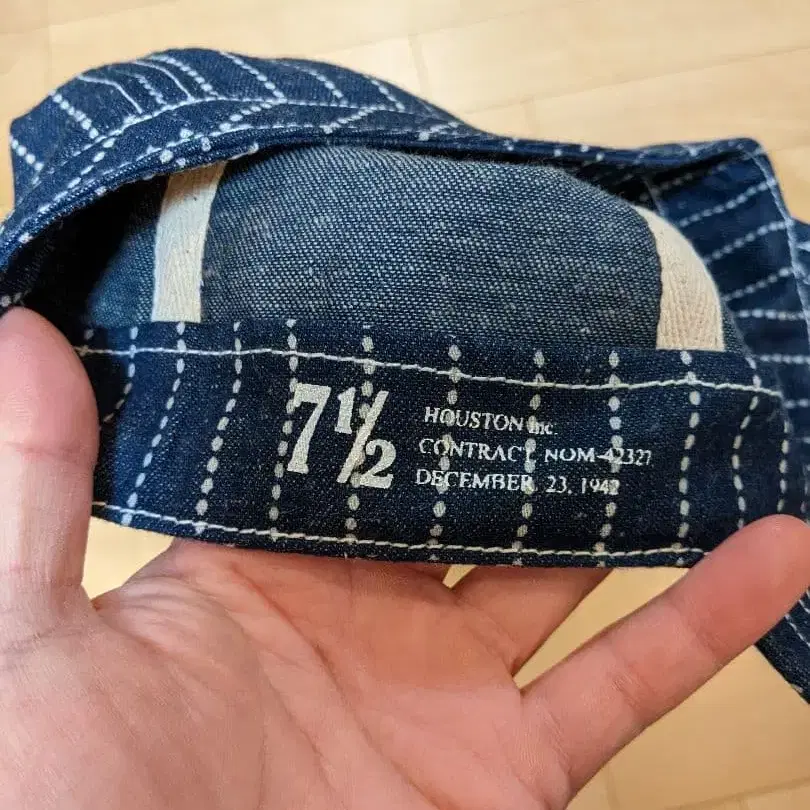 7½
HOUSTON Inc.
CONTRACT NOM-42327
DECEMBER 23, 1942